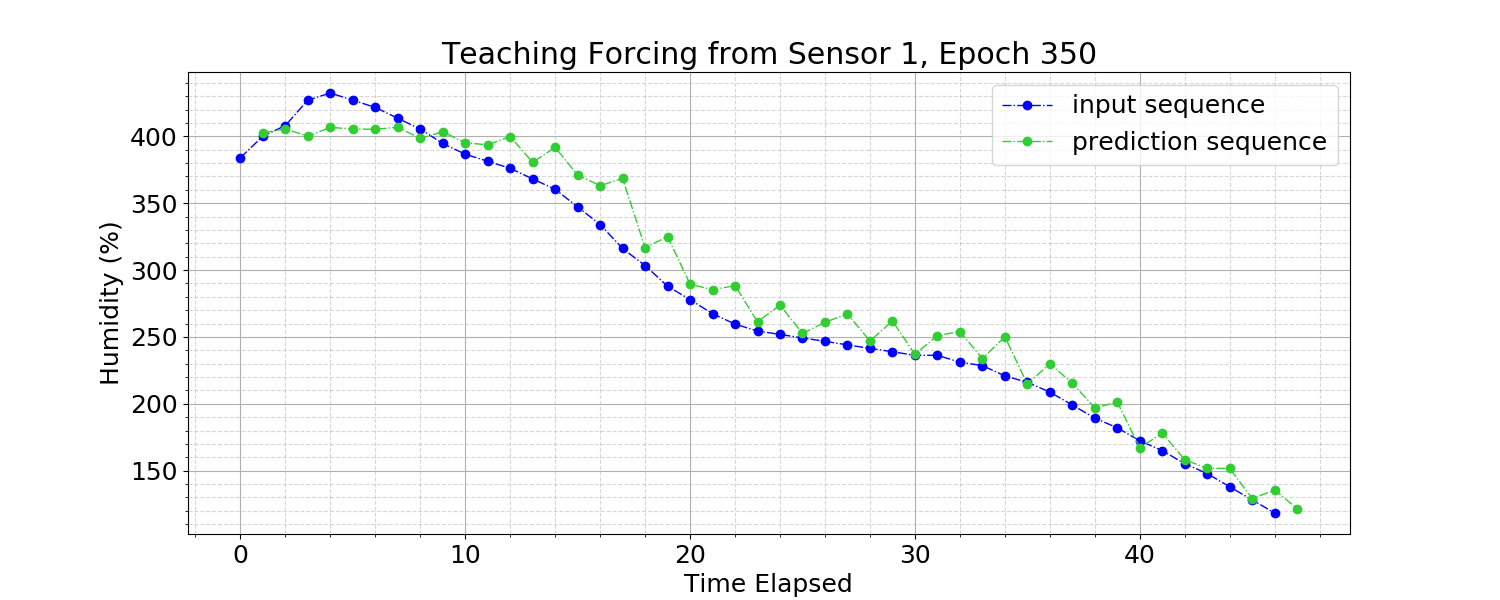 Teaching Forcing from Sensor 1, Epoch 350
input sequence
prediction sequence
Humidity (%)
400
350
300
250
200
150
0 10 20 30 40
Time Elapsed